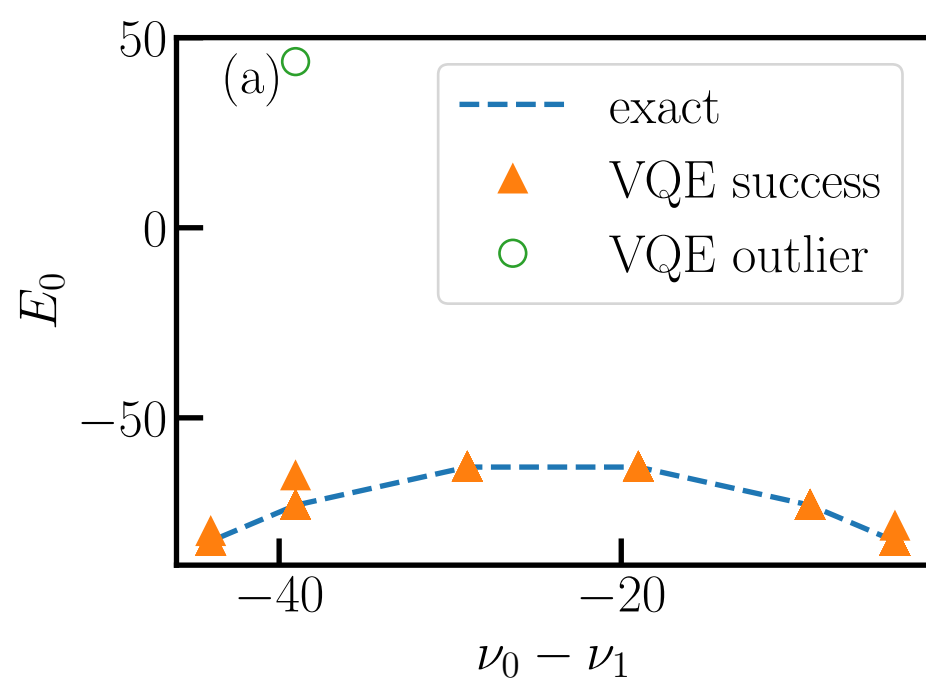 50
(a)
exact
VQE success
0
VQE outlier
E₀
−50
−40 −20
ν₀ − ν₁